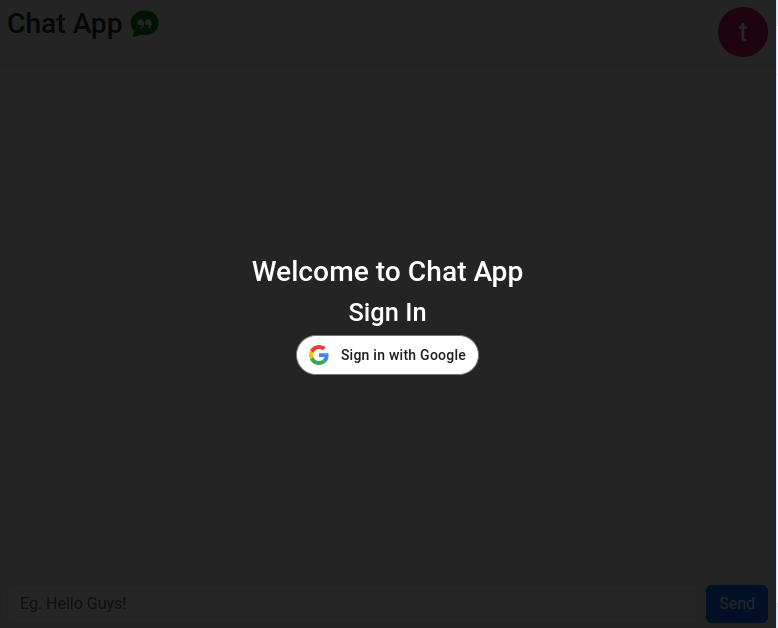 Chat App
t
Welcome to Chat App
Sign In
Sign in with Google
Eg. Hello Guys!
Send